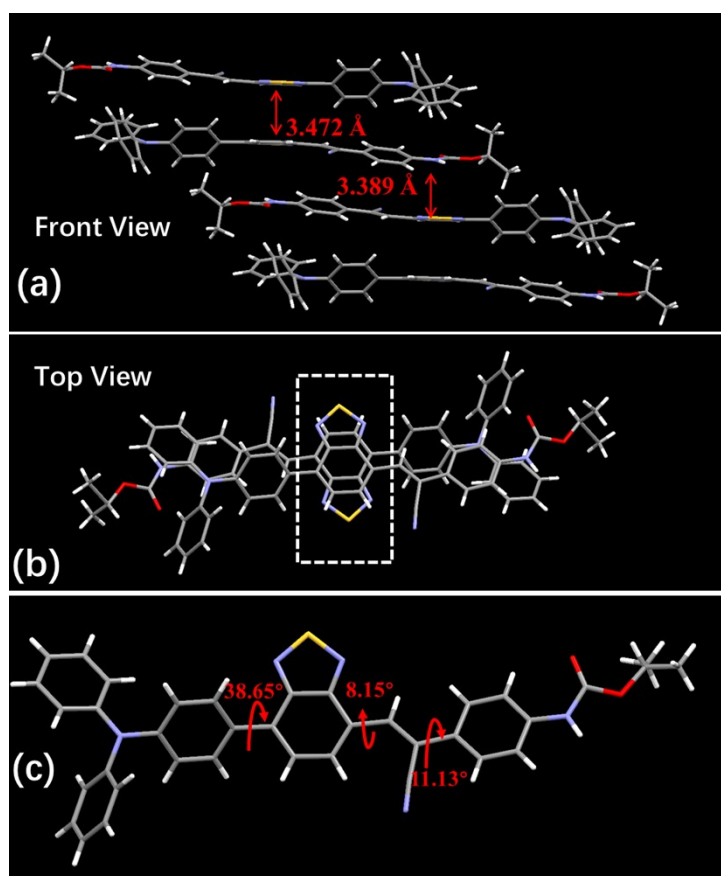 3.472 Å
3.389 Å
Front View
(a)
Top View
(b)
38.65°
8.15°
11.13°
(c)